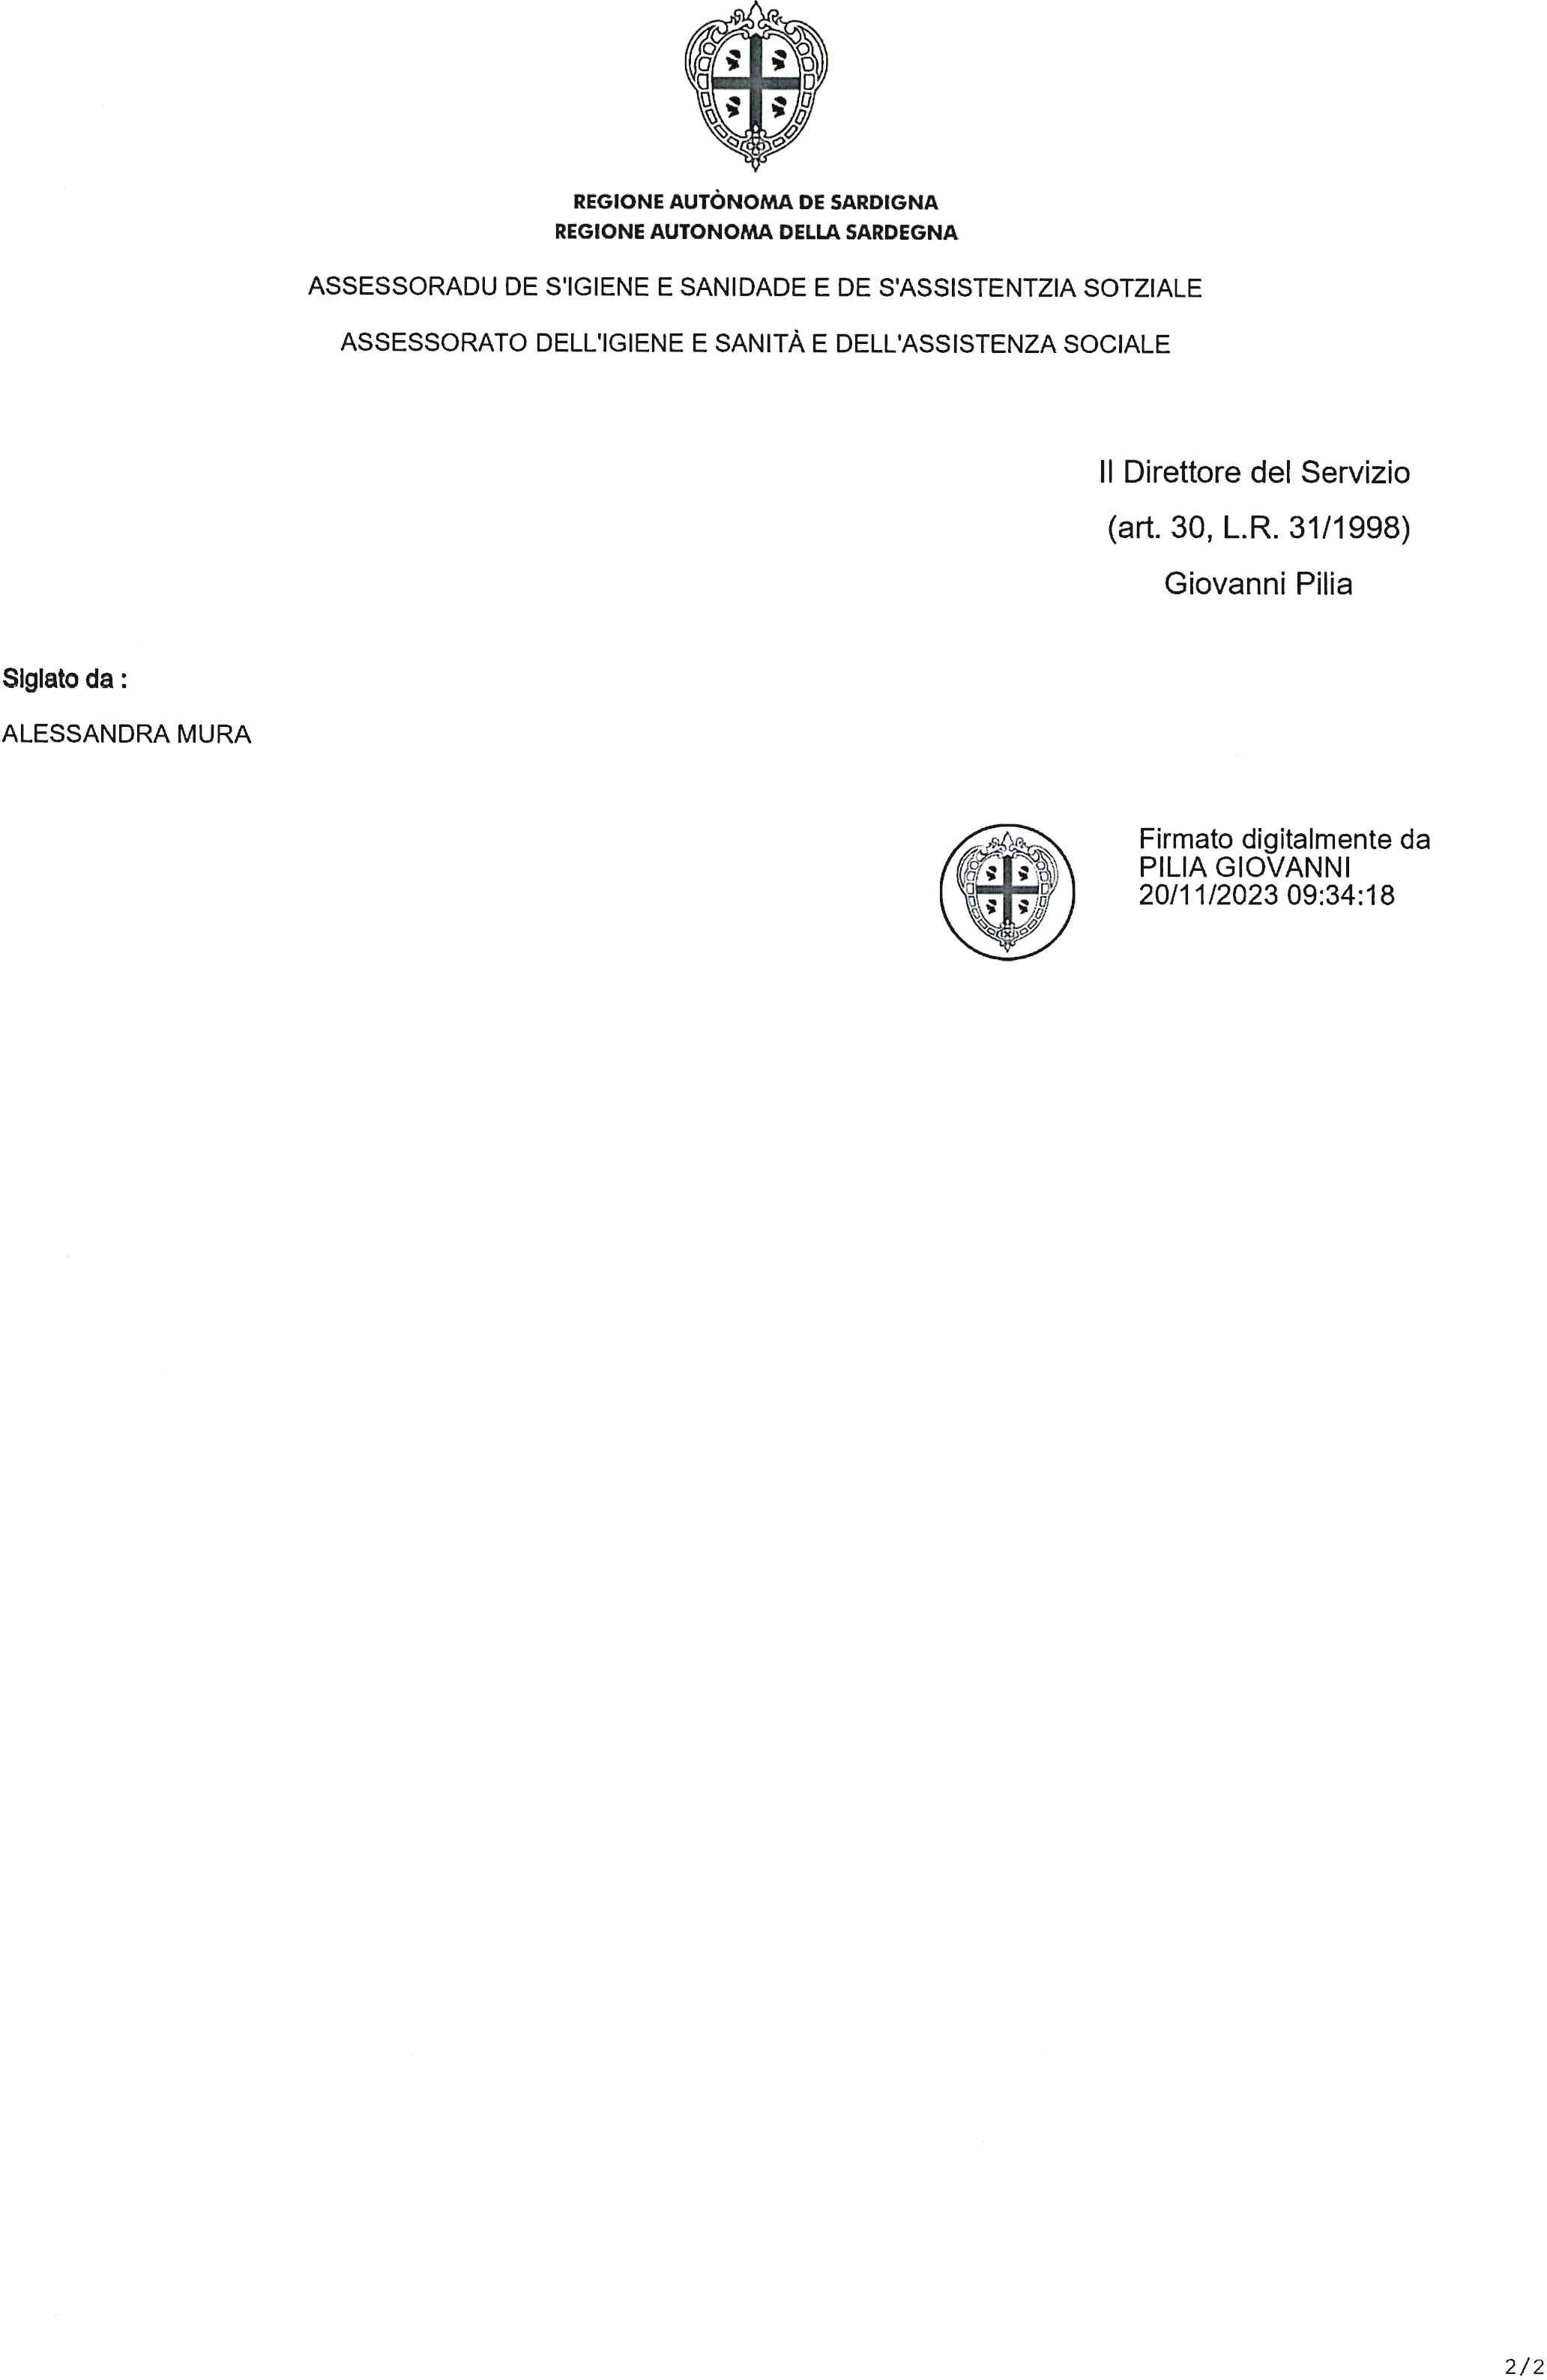 REGIONE AUTÒNOMA DE SARDIGNA
REGIONE AUTONOMA DELLA SARDEGNA
ASSESSORADU DE S'IGIENE E SANIDADE E DE S'ASSISTENTZIA SOTZIALE
ASSESSORATO DELL'IGIENE E SANITÀ E DELL'ASSISTENZA SOCIALE
Il Direttore del Servizio
(art. 30, L.R. 31/1998)
Giovanni Pilia
Siglato da :
ALESSANDRA MURA
Firmato digitalmente da
PILIA GIOVANNI
20/11/2023 09:34:18
2/2